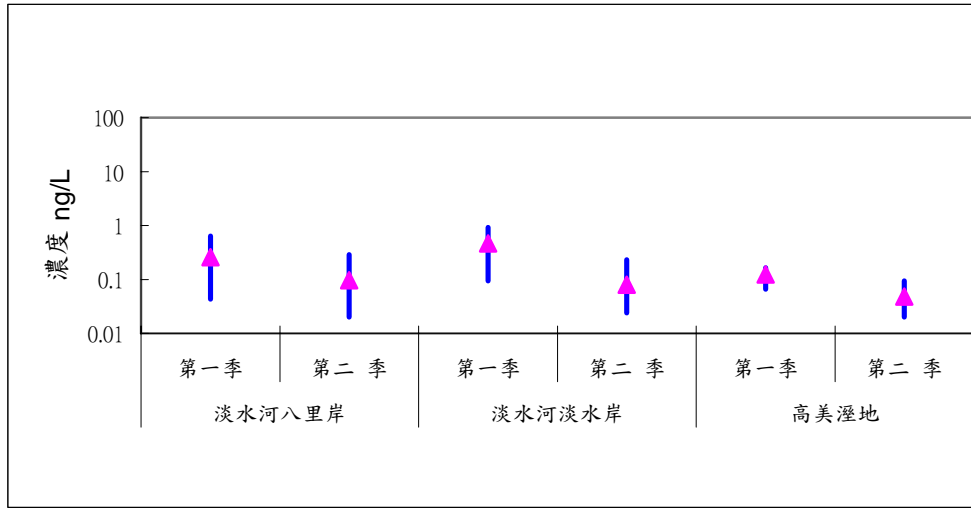 濃度 ng/L
100
10
1
0.1
0.01
第一季 第二 季 第一季 第二 季 第一季 第二 季
淡水河八里岸 淡水河淡水岸 高美溼地